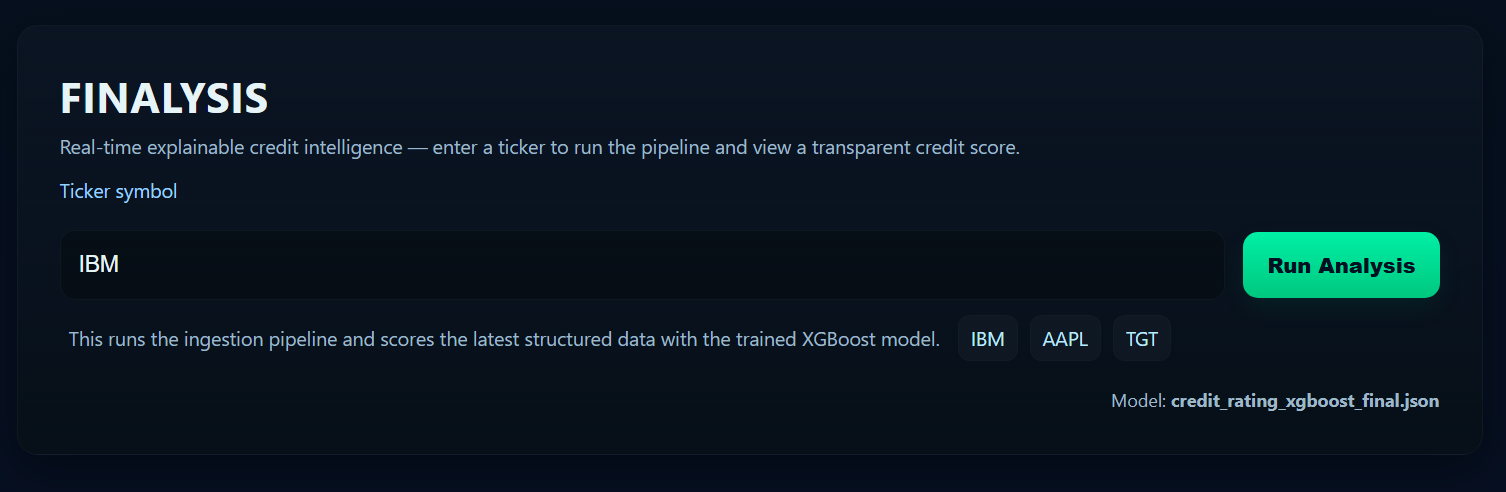 FINALYSIS
Real-time explainable credit intelligence — enter a ticker to run the pipeline and view a transparent credit score.
Ticker symbol
IBM
Run Analysis
This runs the ingestion pipeline and scores the latest structured data with the trained XGBoost model.
IBM
AAPL
TGT
Model: credit_rating_xgboost_final.json